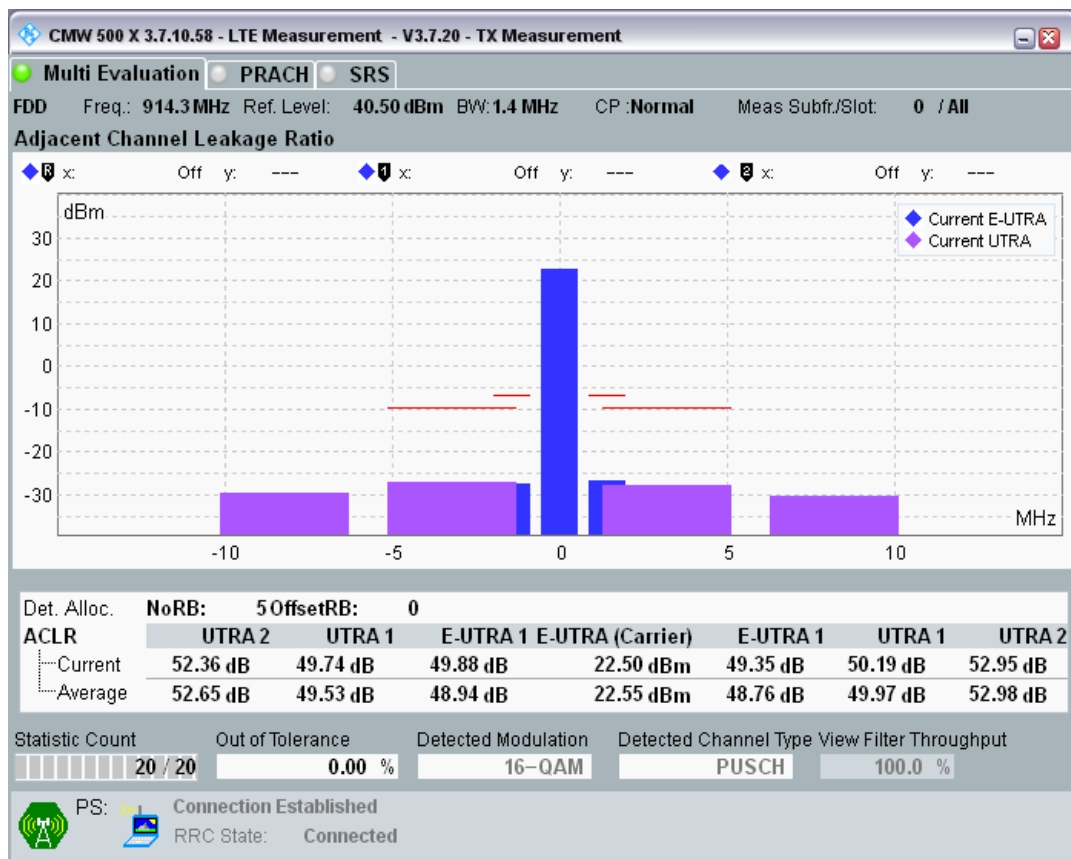 CMW 500 X 3.7.10.58 - LTE Measurement - V3.7.20 - TX Measurement
Multi Evaluation PRACH SRS
FDD Freq.: 914.3 MHz Ref. Level: 40.50 dBm BW: 1.4 MHz CP :Normal Meas Subfr./Slot: 0 / All
Adjacent Channel Leakage Ratio
R x: Off y: --- 1 x: Off y: --- 2 x: Off y: ---
dBm
Current E-UTRA
Current UTRA
30
20
10
0
-10
-20
-30
MHz
-10 -5 0 5 10
Det. Alloc. NoRB: 5 OffsetRB: 0
ACLR UTRA 2 UTRA 1 E-UTRA 1 E-UTRA (Carrier) E-UTRA 1 UTRA 1 UTRA 2
Current 52.36 dB 49.74 dB 49.88 dB 22.50 dBm 49.35 dB 50.19 dB 52.95 dB
Average 52.65 dB 49.53 dB 48.94 dB 22.55 dBm 48.76 dB 49.97 dB 52.98 dB
Statistic Count Out of Tolerance Detected Modulation Detected Channel Type View Filter Throughput
20 / 20 0.00 % 16-QAM PUSCH 100.0 %
PS: Connection Established
RRC State: Connected